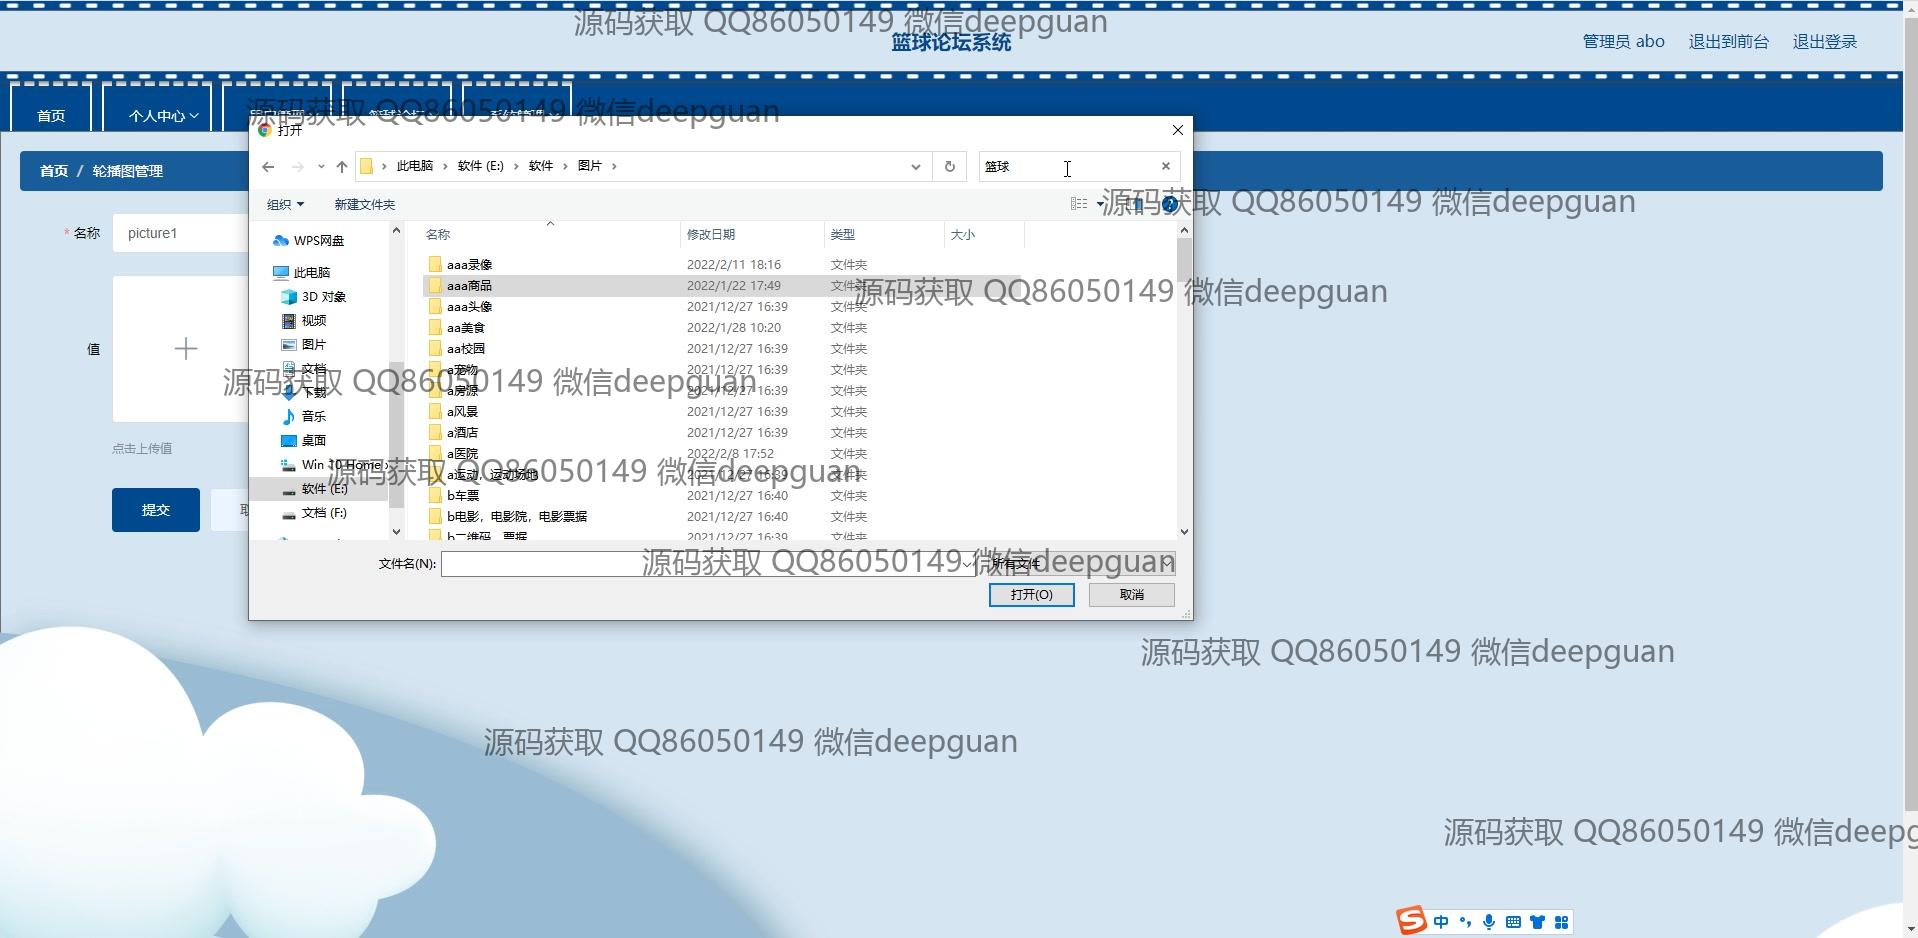 源码获取 QQ86050149 微信deepguan
篮球论坛系统
管理员 abo
退出到前台
退出登录
首页
个人中心
源码获取 QQ86050149 微信deepguan
打开
此电脑
软件 (E:)
软件
图片
篮球
首页 / 轮播图管理
组织
新建文件夹
源码获取 QQ86050149 微信deepguan
* 名称
picture1
WPS网盘
此电脑
3D 对象
视频
图片
文档
下载
音乐
桌面
Win 10 Home
软件 (E:)
文档 (F:)
名称 修改日期 类型 大小
aaa录像 2022/2/11 18:16 文件夹
aaa商品 2022/1/22 17:49 文件夹
源码获取 QQ86050149 微信deepguan
aaa头像 2021/12/27 16:39 文件夹
aa美食 2022/1/28 10:20 文件夹
aa校园 2021/12/27 16:39 文件夹
a宠物 2021/12/27 16:39 文件夹
源码获取 QQ86050149 微信deepguan
a房源 2021/12/27 16:39 文件夹
a风景 2021/12/27 16:39 文件夹
a酒店 2021/12/27 16:39 文件夹
a医院 2022/2/8 17:52 文件夹
a运动，运动场地 2021/12/27 16:39 文件夹
源码获取 QQ86050149 微信deepguan
b车票 2021/12/27 16:40 文件夹
b电影，电影院，电影票据 2021/12/27 16:40 文件夹
b二维码，票据 2021/12/27 16:39 文件夹
值
点击上传值
提交
文件名(N):
所有文件
源码获取 QQ86050149 微信deepguan
打开(O)
取消
源码获取 QQ86050149 微信deepguan
源码获取 QQ86050149 微信deepguan
源码获取 QQ86050149 微信deepg
中